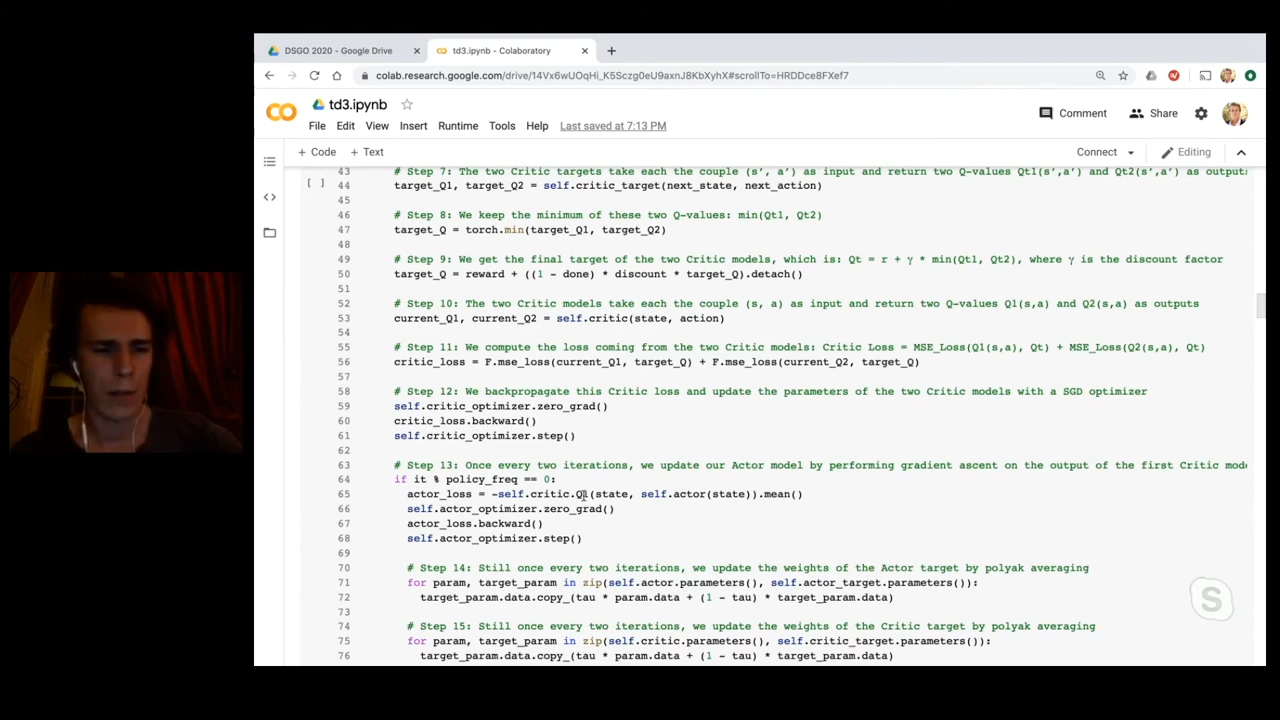 DSGO 2020 - Google Drive
td3.ipynb - Colaboratory
colab.research.google.com/drive/14Vx6wUOqHi_K5Sczg0eU9axnJ8KbXyhX#scrollTo=HRDDce8FXef7
td3.ipynb
Comment
Share
File Edit View Insert Runtime Tools Help Last saved at 7:13 PM
+ Code + Text
Connect
Editing
43 # Step 7: The two Critic targets take each the couple (s’, a’) as input and return two Q-values Qt1(s’,a’) and Qt2(s’,a’) as outputs
[ ]
44 target_Q1, target_Q2 = self.critic_target(next_state, next_action)
45
46 # Step 8: We keep the minimum of these two Q-values: min(Qt1, Qt2)
47 target_Q = torch.min(target_Q1, target_Q2)
48
49 # Step 9: We get the final target of the two Critic models, which is: Qt = r + γ * min(Qt1, Qt2), where γ is the discount factor
50 target_Q = reward + ((1 - done) * discount * target_Q).detach()
51
52 # Step 10: The two Critic models take each the couple (s, a) as input and return two Q-values Q1(s,a) and Q2(s,a) as outputs
53 current_Q1, current_Q2 = self.critic(state, action)
54
55 # Step 11: We compute the loss coming from the two Critic models: Critic Loss = MSE_Loss(Q1(s,a), Qt) + MSE_Loss(Q2(s,a), Qt)
56 critic_loss = F.mse_loss(current_Q1, target_Q) + F.mse_loss(current_Q2, target_Q)
57
58 # Step 12: We backpropagate this Critic loss and update the parameters of the two Critic models with a SGD optimizer
59 self.critic_optimizer.zero_grad()
60 critic_loss.backward()
61 self.critic_optimizer.step()
62
63 # Step 13: Once every two iterations, we update our Actor model by performing gradient ascent on the output of the first Critic mode
64 if it % policy_freq == 0:
65 actor_loss = -self.critic.Q1(state, self.actor(state)).mean()
66 self.actor_optimizer.zero_grad()
67 actor_loss.backward()
68 self.actor_optimizer.step()
69
70 # Step 14: Still once every two iterations, we update the weights of the Actor target by polyak averaging
71 for param, target_param in zip(self.actor.parameters(), self.actor_target.parameters()):
72 target_param.data.copy_(tau * param.data + (1 - tau) * target_param.data)
73
74 # Step 15: Still once every two iterations, we update the weights of the Critic target by polyak averaging
75 for param, target_param in zip(self.critic.parameters(), self.critic_target.parameters()):
76 target_param.data.copy_(tau * param.data + (1 - tau) * target_param.data)
S